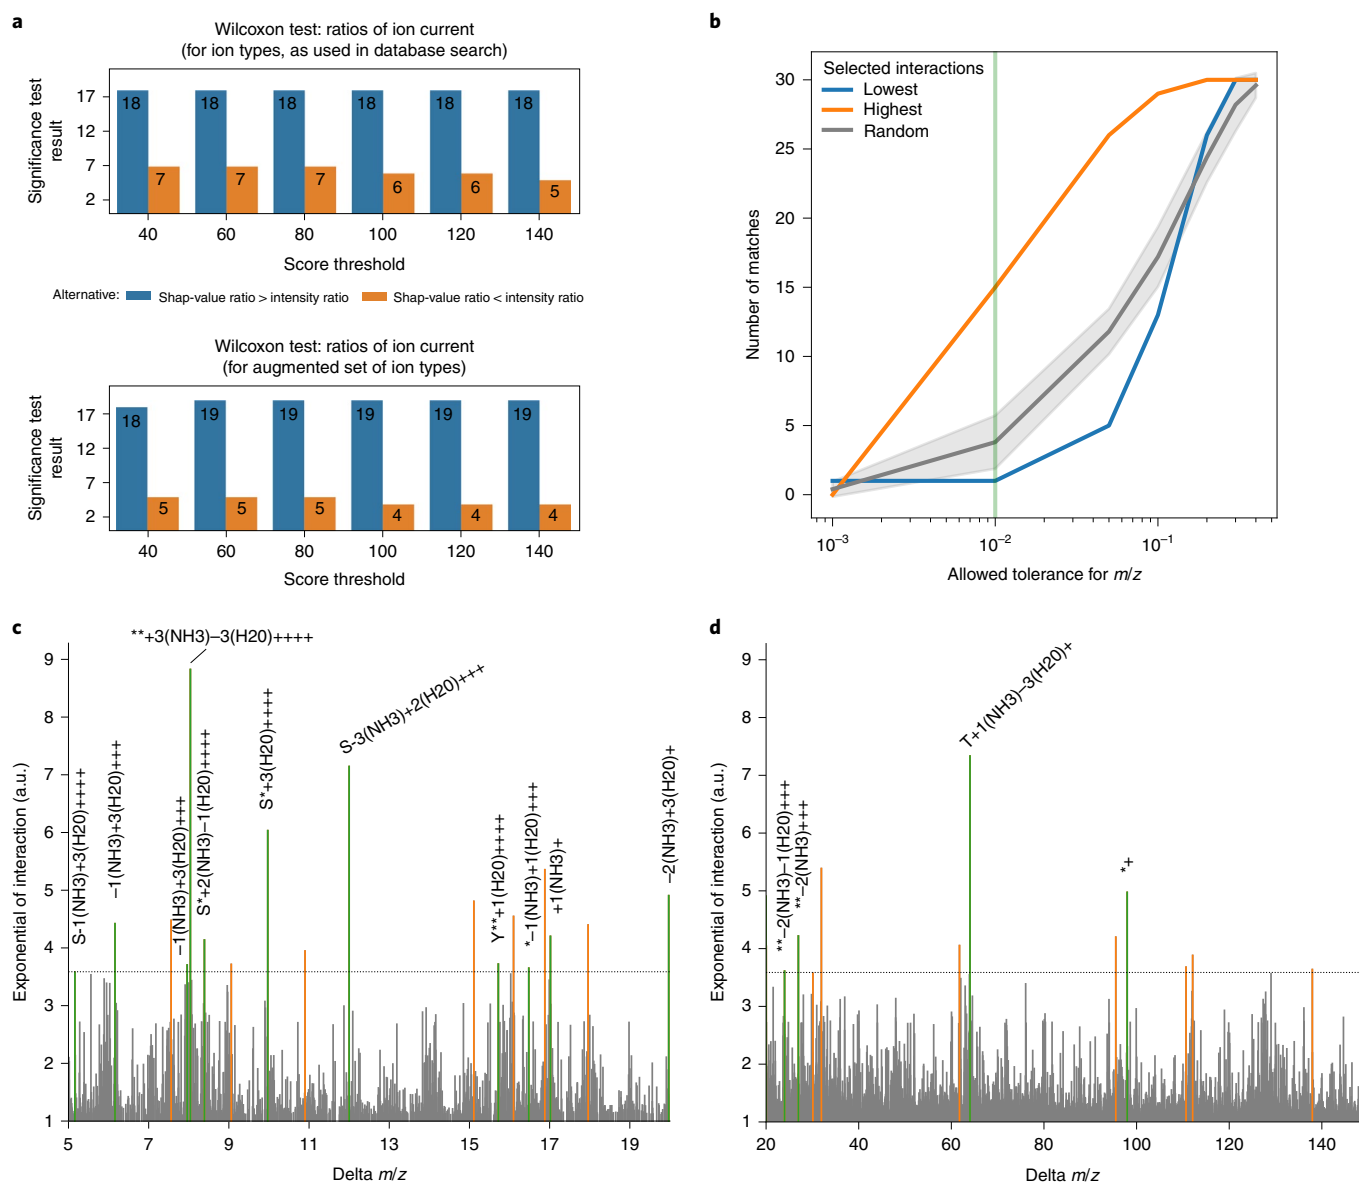 a
Wilcoxon test: ratios of ion current
(for ion types, as used in database search)
Significance test
result
17
12
7
2
18
7
18
7
18
7
18
6
18
6
18
5
40
60
80
100
120
140
Score threshold
Alternative:
Shap-value ratio > intensity ratio
Shap-value ratio < intensity ratio
Wilcoxon test: ratios of ion current
(for augmented set of ion types)
Significance test
result
17
12
7
2
18
5
19
5
19
5
19
4
19
4
19
4
40
60
80
100
120
140
Score threshold
b
Selected interactions
Lowest
Highest
Random
Number of matches
30
25
20
15
10
5
0
10⁻³
10⁻²
10⁻¹
Allowed tolerance for m/z
c
Exponential of interaction (a.u.)
9
8
7
6
5
4
3
2
1
S-1(NH3)+3(H20)++++
−1(NH3)+3(H20)+++
−1(NH3)+3(H20)+++
**+3(NH3)−3(H20)++++
S*+2(NH3)−1(H20)++++
S*+3(H20)++++
S-3(NH3)+2(H20)+++
Y**+1(H20)++++
*−1(NH3)+1(H20)+++
+1(NH3)+
−2(NH3)+3(H20)+
5
7
9
11
13
15
17
19
Delta m/z
d
Exponential of interaction (a.u.)
9
8
7
6
5
4
3
2
1
**−2(NH3)−1(H20)+++
**−2(NH3)+++
T+1(NH3)−3(H20)+
*+
20
40
60
80
100
120
140
Delta m/z